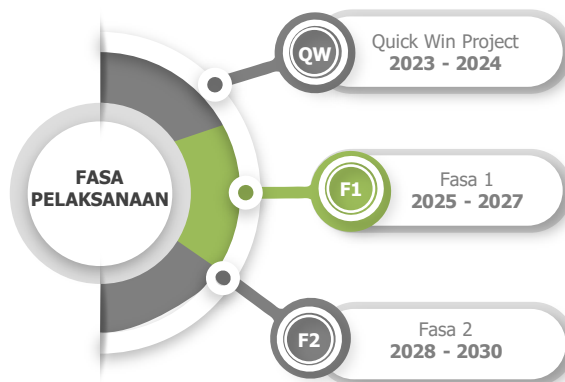 FASA
PELAKSANAAN
QW
Quick Win Project
2023 - 2024
F1
Fasa 1
2025 - 2027
F2
Fasa 2
2028 - 2030